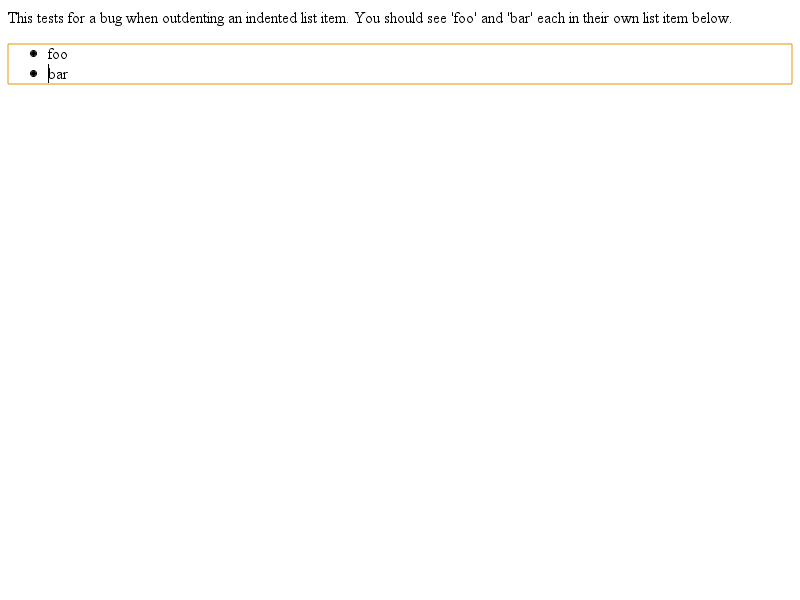 This tests for a bug when outdenting an indented list item. You should see 'foo' and 'bar' each in their own list item below.
foo
bar